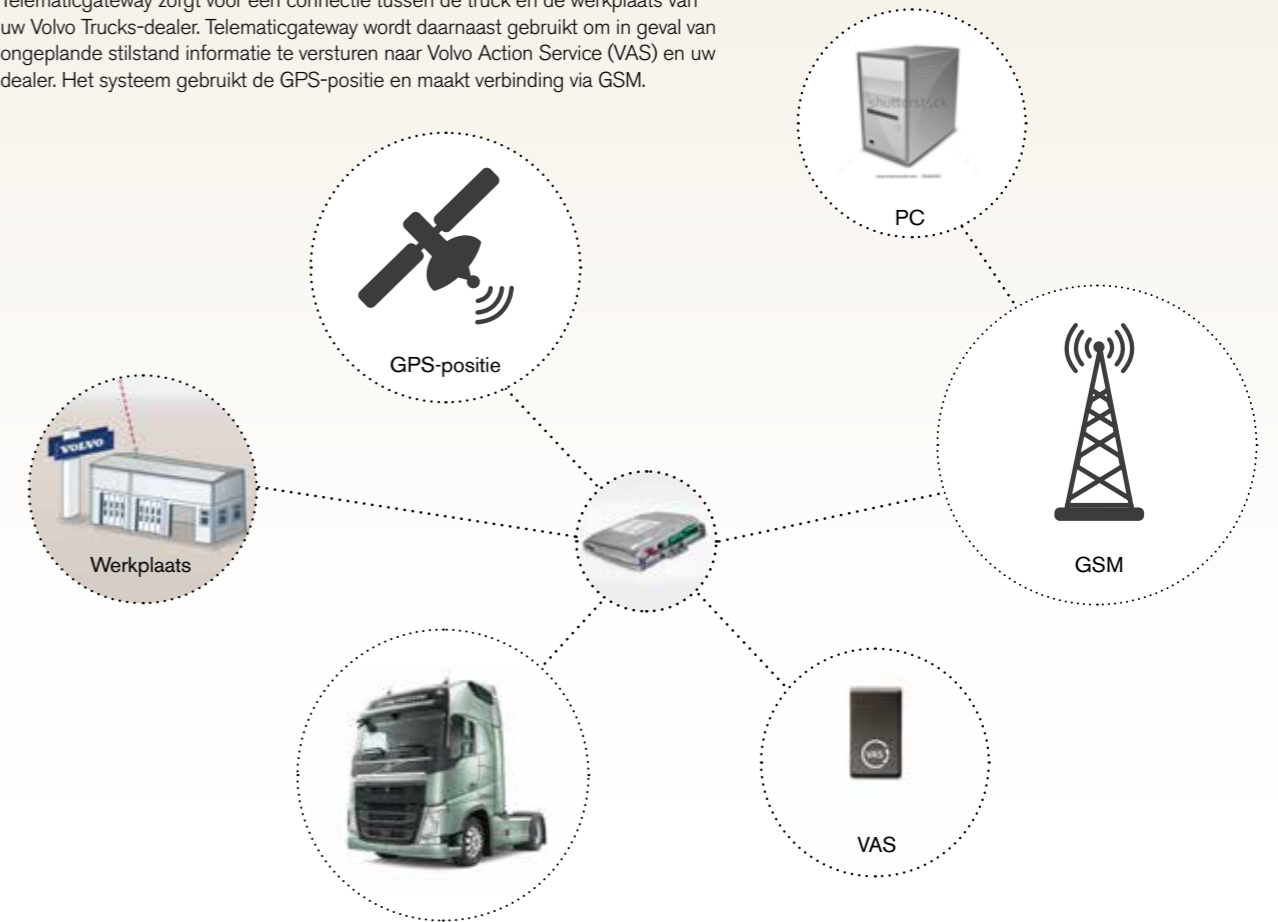 Telematicgateway zorgt voor een connectie tussen de truck en de werkplaats van
uw Volvo Trucks-dealer. Telematicgateway wordt daarnaast gebruikt om in geval van
ongeplande stilstand informatie te versturen naar Volvo Action Service (VAS) en uw
dealer. Het systeem gebruikt de GPS-positie en maakt verbinding via GSM.
shutterstock
PC
GPS-positie
VOLVO
Werkplaats
GSM
VAS
VAS